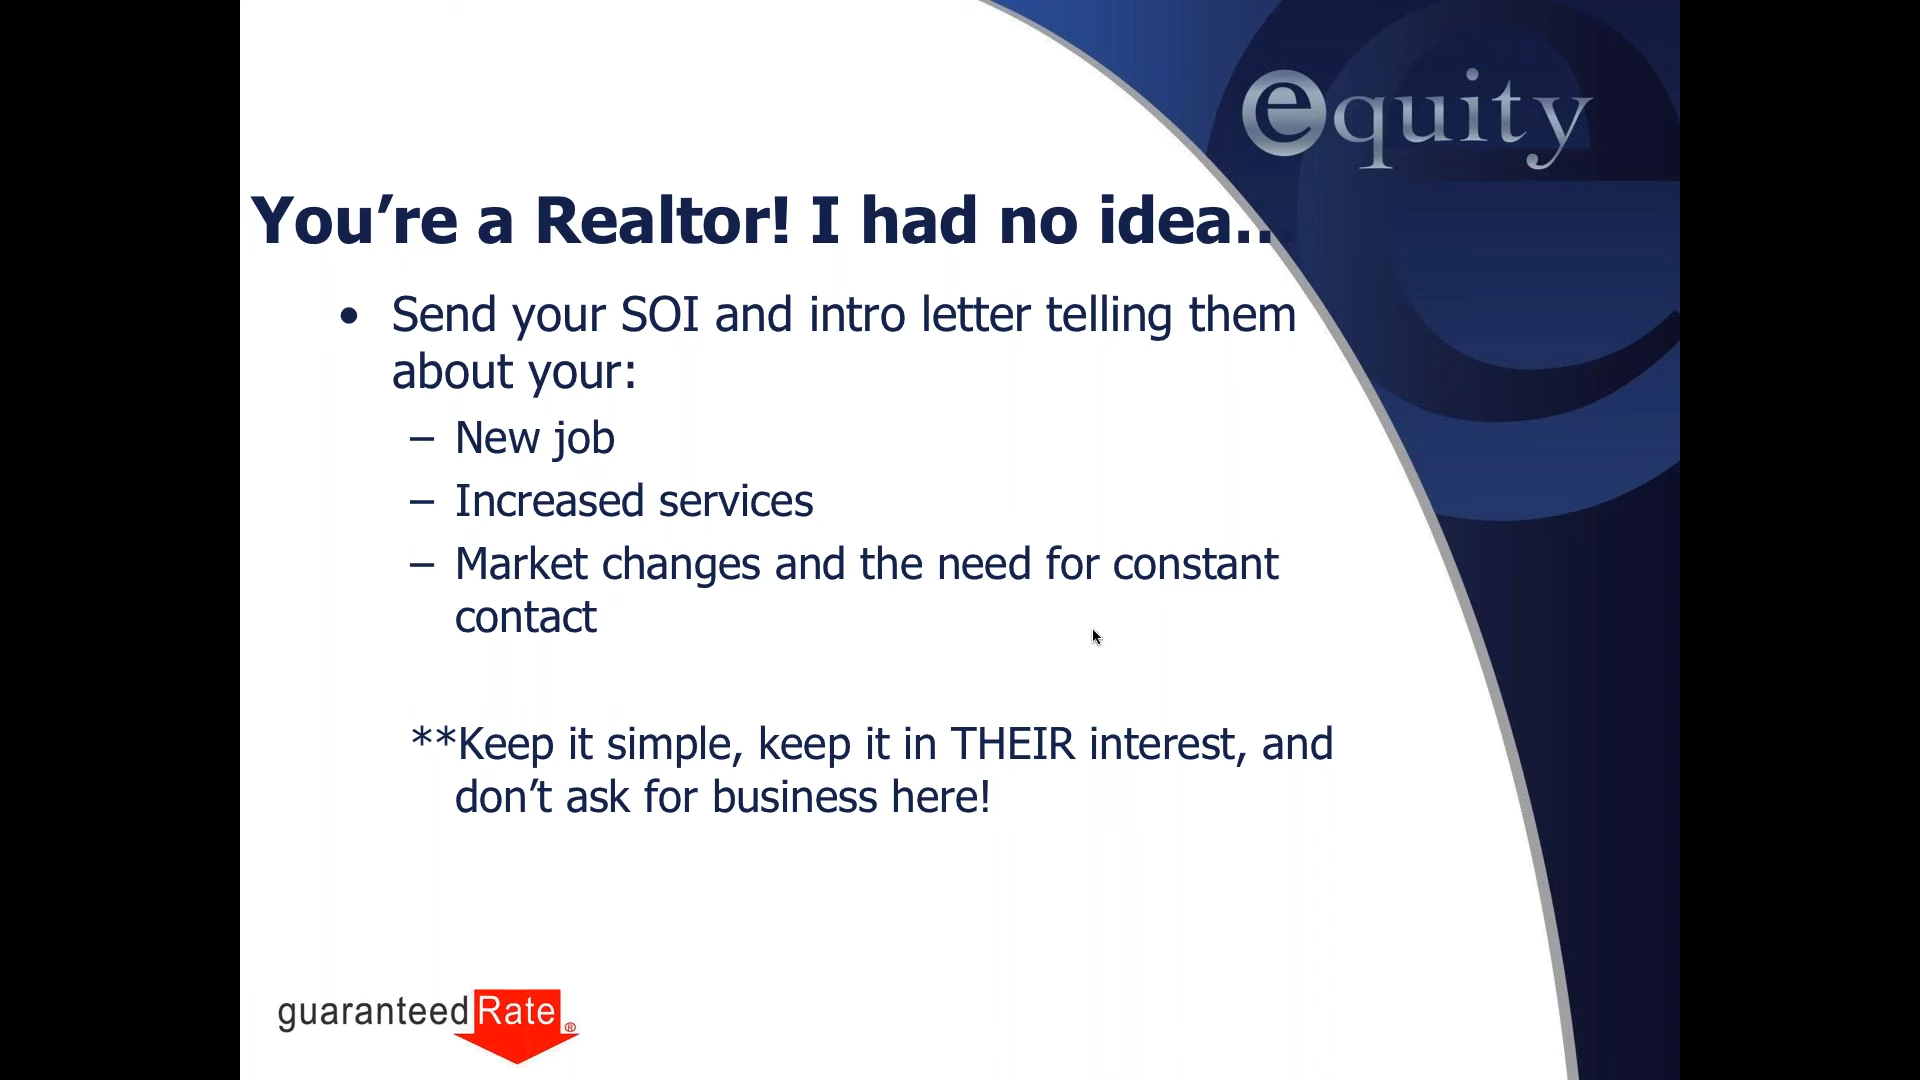 equity
You’re a Realtor! I had no idea...
• Send your SOI and intro letter telling them
about your:
– New job
– Increased services
– Market changes and the need for constant
contact
**Keep it simple, keep it in THEIR interest, and
don’t ask for business here!
guaranteedRate®